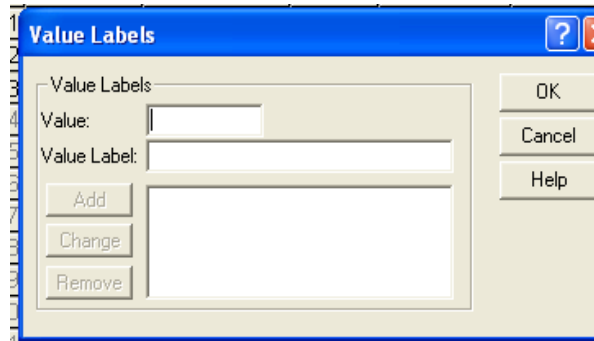 Value Labels
Value Labels
Value:
Value Label:
Add
Change
Remove
OK
Cancel
Help